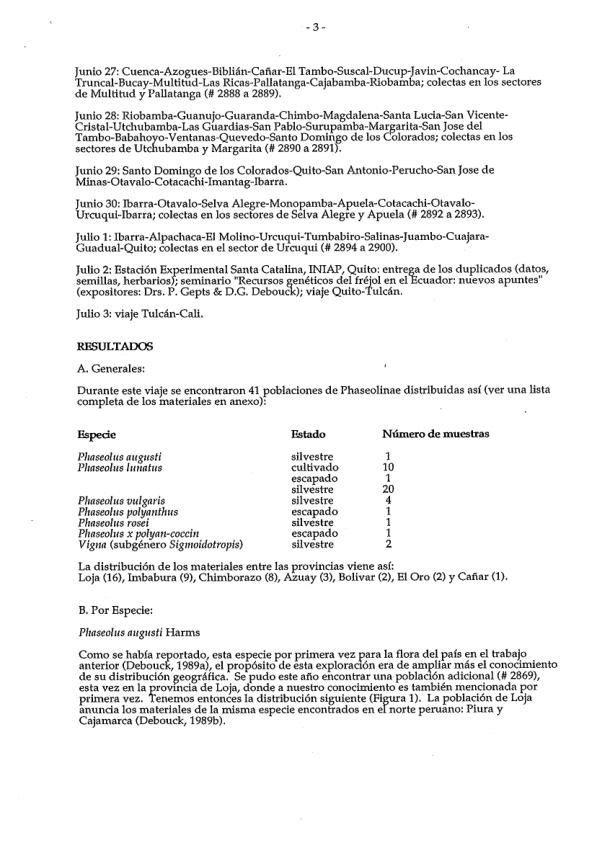 - 3 -
Junio 27: Cuenca-Azogues-Biblián-Cañar-El Tambo-Suscal-Ducup-Javin-Cochancay- La
Truncal-Bucay-Multitud-Las Ricas-Pallatanga-Cajabamba-Riobamba; colectas en los sectores
de Multitud y Pallatanga (# 2888 a 2889).
Junio 28: Riobamba-Guanujo-Guaranda-Chimbo-Magdalena-Santa Lucia-San Vicente-
Cristal-Utchubamba-Las Guardias-San Pablo-Surupamba-Margarita-San Jose del
Tambo-Babahoyo-Ventanas-Quevedo-Santo Domingo de los Colorados; colectas en los
sectores de Utchubamba y Margarita (# 2890 a 2891).
Junio 29: Santo Domingo de los Colorados-Quito-San Antonio-Perucho-San Jose de
Minas-Otavalo-Cotacachi-Imantag-Ibarra.
Junio 30: Ibarra-Otavalo-Selva Alegre-Monopamba-Apuela-Cotacachi-Otavalo-
Urcuqui-Ibarra; colectas en los sectores de Selva Alegre y Apuela (# 2892 a 2893).
Julio 1: Ibarra-Alpachaca-El Molino-Urcuqui-Tumbabiro-Salinas-Juambo-Cuajara-
Guadual-Quito; colectas en el sector de Urcuqui (# 2894 a 2900).
Julio 2: Estación Experimental Santa Catalina, INIAP, Quito: entrega de los duplicados (datos,
semillas, herbarios); seminario "Recursos genéticos del fréjol en el Ecuador: nuevos apuntes"
(expositores: Drs. P. Gepts & D.G. Debouck); viaje Quito-Tulcán.
Julio 3: viaje Tulcán-Cali.
RESULTADOS
A. Generales:
Durante este viaje se encontraron 41 poblaciones de Phaseolinae distribuidas así (ver una lista
completa de los materiales en anexo):
Especie Estado Número de muestras
Phaseolus augusti silvestre 1
Phaseolus lunatus cultivado 10
escapado 1
silvestre 20
Phaseolus vulgaris silvestre 4
Phaseolus polyanthus escapado 1
Phaseolus rosei silvestre 1
Phaseolus x polyan-coccin escapado 1
Vigna (subgénero Sigmoidotropis) silvestre 2
La distribución de los materiales entre las provincias viene así:
Loja (16), Imbabura (9), Chimborazo (8), Azuay (3), Bolivar (2), El Oro (2) y Cañar (1).
B. Por Especie:
Phaseolus augusti Harms
Como se había reportado, esta especie por primera vez para la flora del país en el trabajo
anterior (Debouck, 1989a), el propósito de esta exploración era de ampliar más el conocimiento
de su distribución geográfica. Se pudo este año encontrar una población adicional (# 2869),
esta vez en la provincia de Loja, donde a nuestro conocimiento es también mencionada por
primera vez. Tenemos entonces la distribución siguiente (Figura 1). La población de Loja
anuncia los materiales de la misma especie encontrados en el norte peruano: Piura y
Cajamarca (Debouck, 1989b).